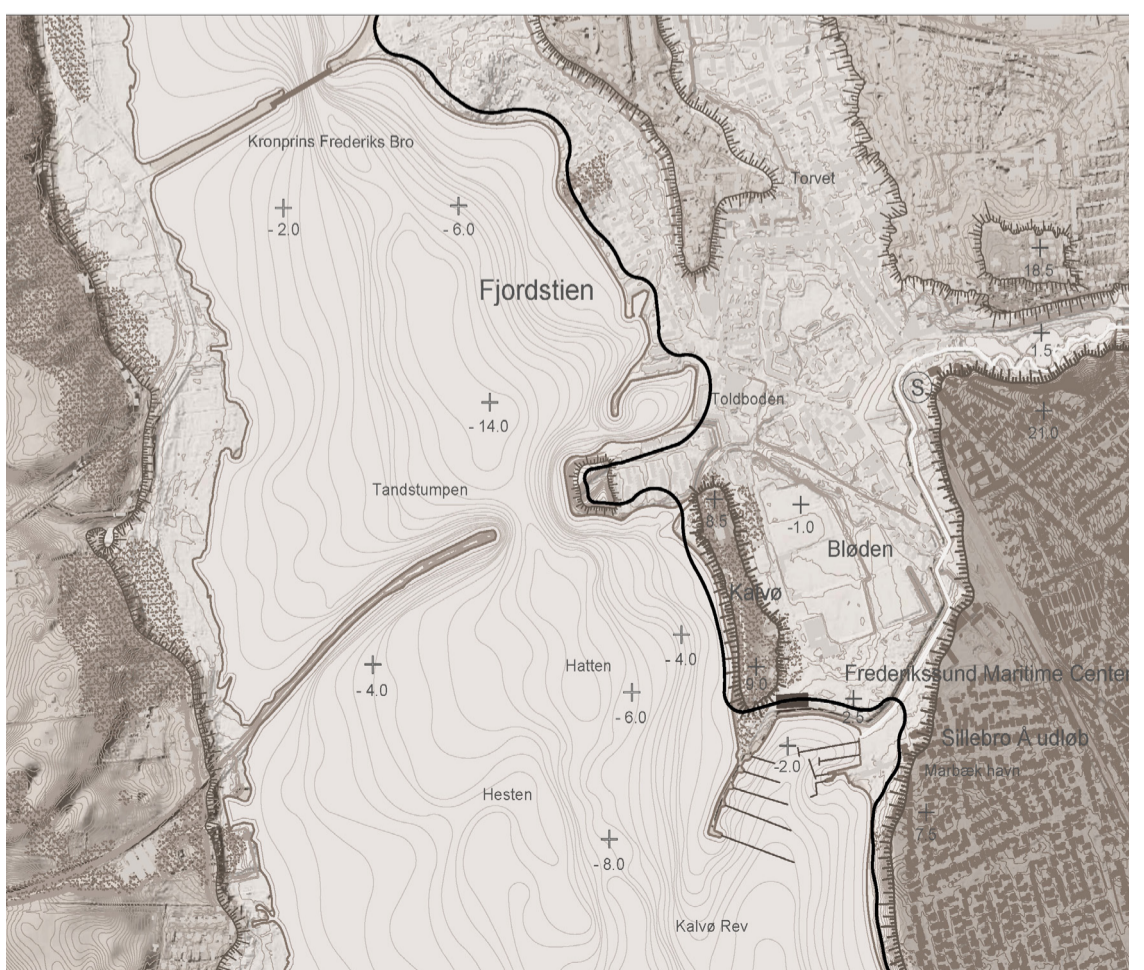 Kronprins Frederiks Bro
Torvet
- 2.0
- 6.0
18.5
Fjordstien
1.5
S
Toldboden
21.0
- 14.0
Tandstumpen
8.5
-1.0
Bløden
Kalvø
- 4.0
Hatten
9.0
Frederikssund Maritime Center
- 4.0
- 6.0
2.5
Sillebro Å udløb
-2.0
Marbæk havn
Hesten
7.5
- 8.0
Kalvø Rev